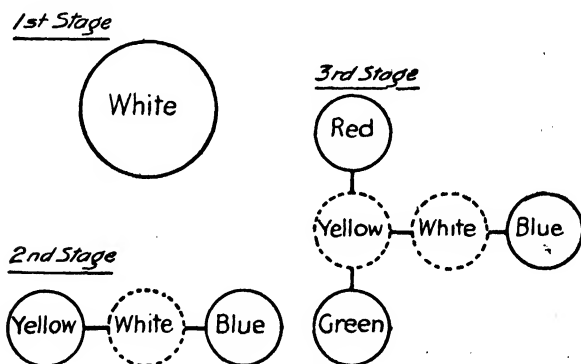 1st Stage
White
2nd Stage
Yellow White Blue
3rd Stage
Red
Yellow White Blue
Green